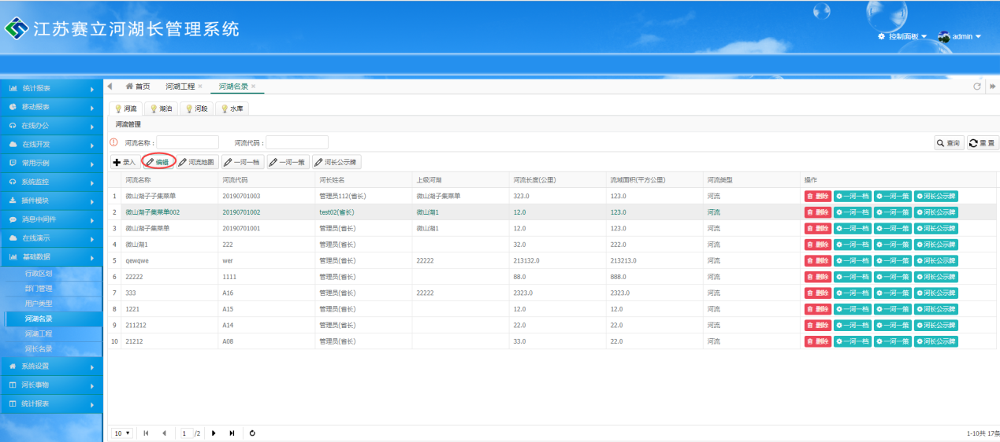 江苏赛立河湖长管理系统
控制面板 admin
统计报表
移动报表
在线办公
在线开发
常用示例
系统监控
插件模块
消息中间件
在线演示
基础数据
行政区划
部门管理
用户类型
河湖名录
河湖工程
河长名录
系统设置
河长事物
统计报表
首页 河湖工程 × 河湖名录 ×
河流 湖泊 河段 水库
河流管理
河流名称: 河流代码: 查询 重置
录入 编辑 河流地图 一河一档 一河一策 河长公示牌
河流名称 河流代码 河长姓名 上级河湖 河流长度(公里) 流域面积(平方公里) 河流类型 操作
1 微山湖子子集菜单 20190701003 管理员112(省长) 微山湖子集菜单 323.0 123.0 河流 删除 一河一档 一河一策 河长公示牌
2 微山湖子集菜单002 20190701002 test02(省长) 微山湖1 12.0 123.0 河流 删除 一河一档 一河一策 河长公示牌
3 微山湖子集菜单 20190701001 管理员(省长) 微山湖1 12.0 123.0 河流 删除 一河一档 一河一策 河长公示牌
4 微山湖1 222 管理员(省长) 32.0 222.0 河流 删除 一河一档 一河一策 河长公示牌
5 qewqwe wer 管理员(省长) 22222 213132.0 213213.0 河流 删除 一河一档 一河一策 河长公示牌
6 22222 1111 管理员(省长) 88.0 888.0 河流 删除 一河一档 一河一策 河长公示牌
7 333 A16 管理员(省长) 22222 2323.0 2323.0 河流 删除 一河一档 一河一策 河长公示牌
8 1221 A15 管理员(省长) 12.0 12.0 河流 删除 一河一档 一河一策 河长公示牌
9 211212 A14 管理员(省长) 22.0 22.0 河流 删除 一河一档 一河一策 河长公示牌
10 21212 A08 管理员(省长) 33.0 22.0 河流 删除 一河一档 一河一策 河长公示牌
10 1 /2 1-10共 17条